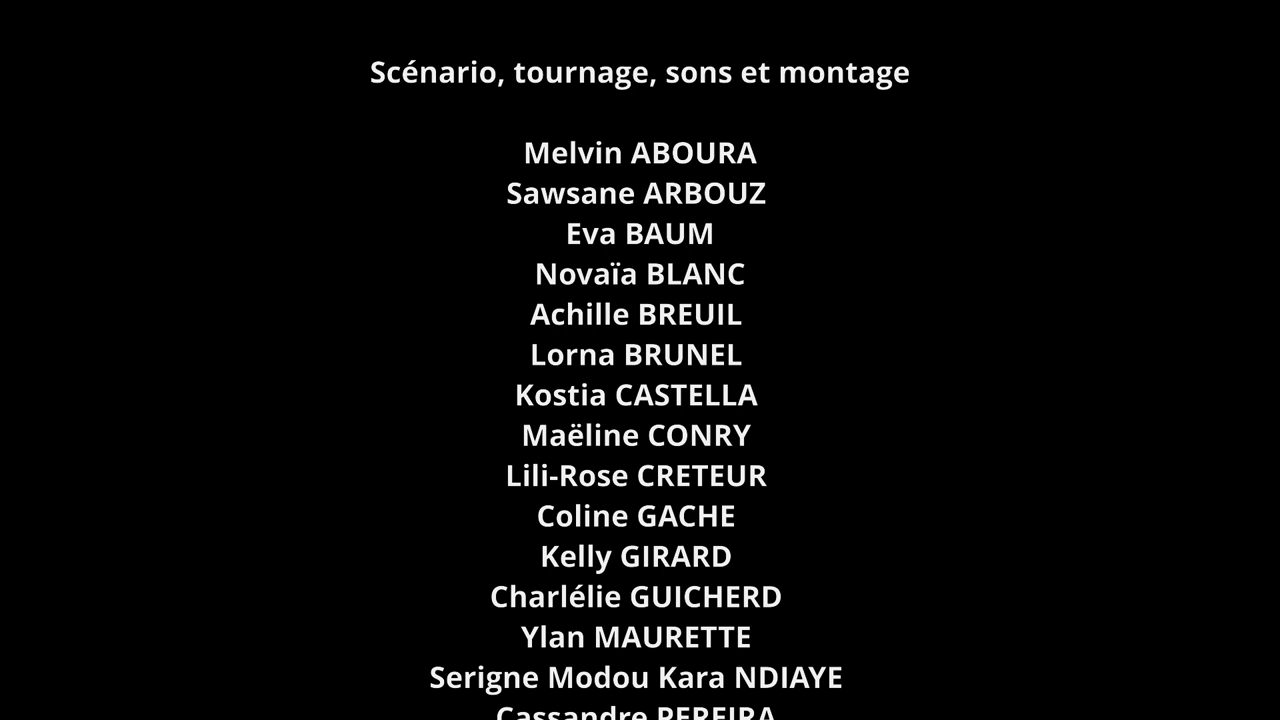 Scénario, tournage, sons et montage
Melvin ABOURA
Sawsane ARBOUZ
Eva BAUM
Novaïa BLANC
Achille BREUIL
Lorna BRUNEL
Kostia CASTELLA
Maëline CONRY
Lili-Rose CRETEUR
Coline GACHE
Kelly GIRARD
Charlélie GUICHERD
Ylan MAURETTE
Serigne Modou Kara NDIAYE
Cassandre PEREIRA